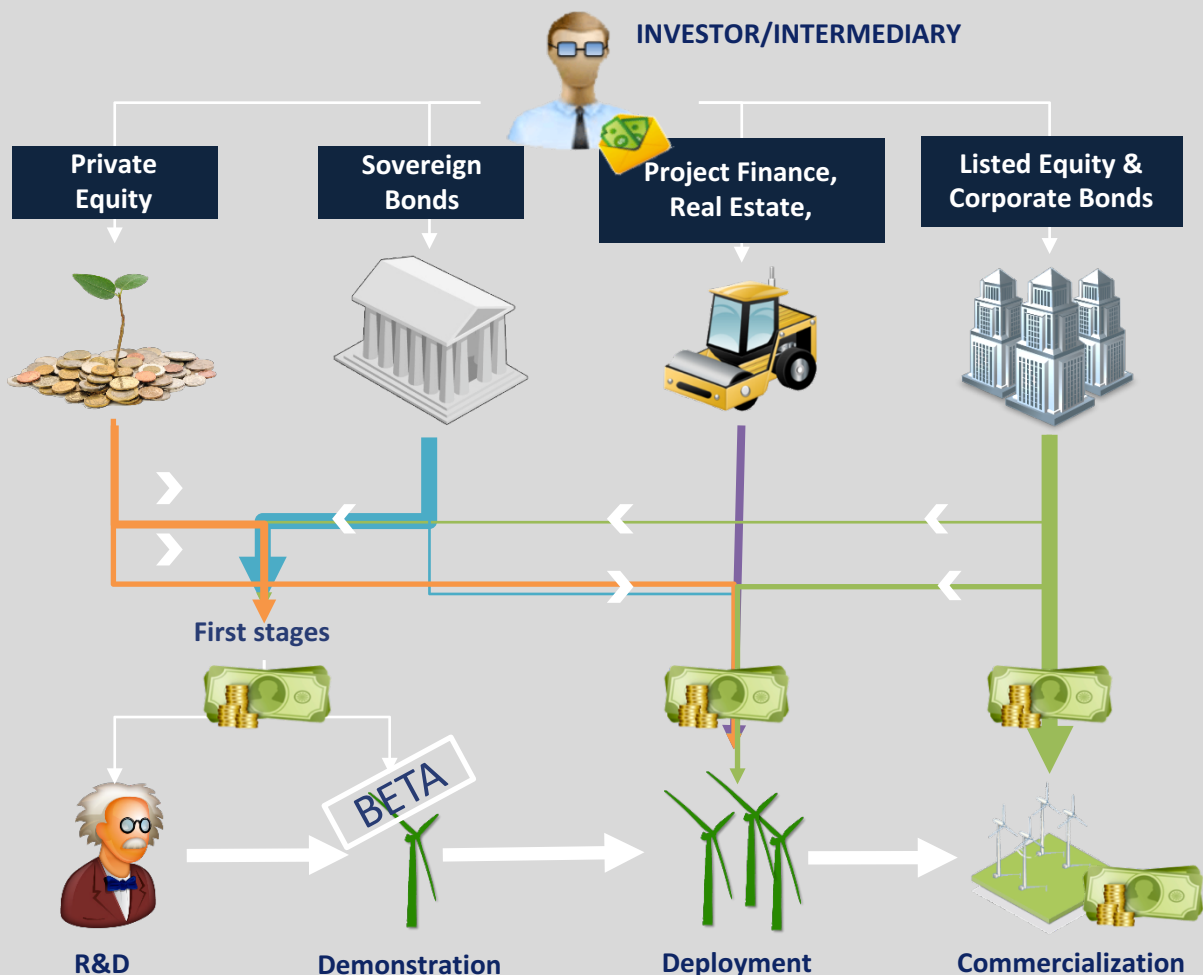 INVESTOR/INTERMEDIARY
Private
Equity
Sovereign
Bonds
Project Finance,
Real Estate,
Listed Equity &
Corporate Bonds
First stages
BETA
R&D
Demonstration
Deployment
Commercialization